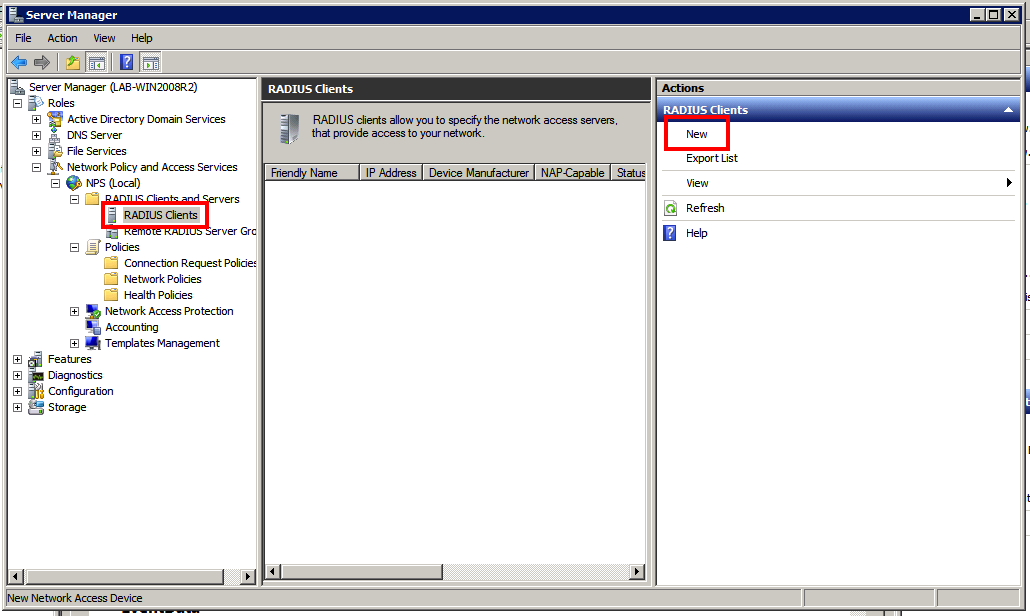 Server Manager
File Action View Help
Server Manager (LAB-WIN2008R2)
Roles
Active Directory Domain Services
DNS Server
File Services
Network Policy and Access Services
NPS (Local)
RADIUS Clients and Servers
RADIUS Clients
Remote RADIUS Server Gro
Policies
Connection Request Policies
Network Policies
Health Policies
Network Access Protection
Accounting
Templates Management
Features
Diagnostics
Configuration
Storage
RADIUS Clients
RADIUS clients allow you to specify the network access servers,
that provide access to your network.
Friendly Name IP Address Device Manufacturer NAP-Capable Status
Actions
RADIUS Clients
New
Export List
View
Refresh
Help
New Network Access Device